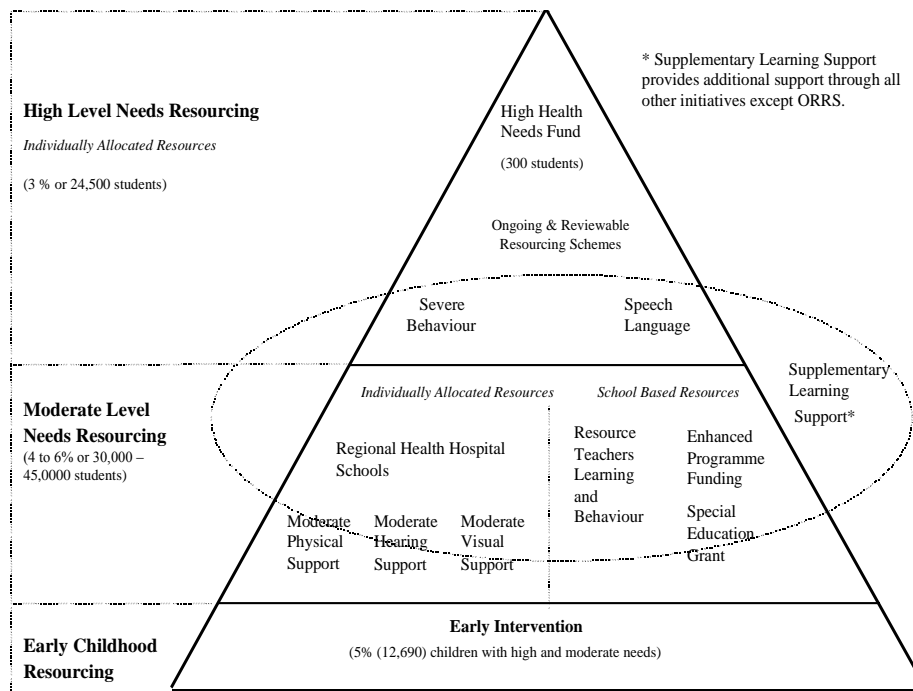 * Supplementary Learning Support
provides additional support through all
other initiatives except ORRS.
High Level Needs Resourcing
Individually Allocated Resources
(3 % or 24,500 students)
High Health
Needs Fund
(300 students)
Ongoing & Reviewable
Resourcing Schemes
Severe
Behaviour
Speech
Language
Supplementary
Learning
Support*
Moderate Level
Needs Resourcing
(4 to 6% or 30,000 –
45,0000 students)
Individually Allocated Resources
School Based Resources
Regional Health Hospital
Schools
Moderate
Physical
Support
Moderate
Hearing
Support
Moderate
Visual
Support
Resource
Teachers
Learning
and
Behaviour
Enhanced
Programme
Funding
Special
Education
Grant
Early Childhood
Resourcing
Early Intervention
(5% (12,690) children with high and moderate needs)